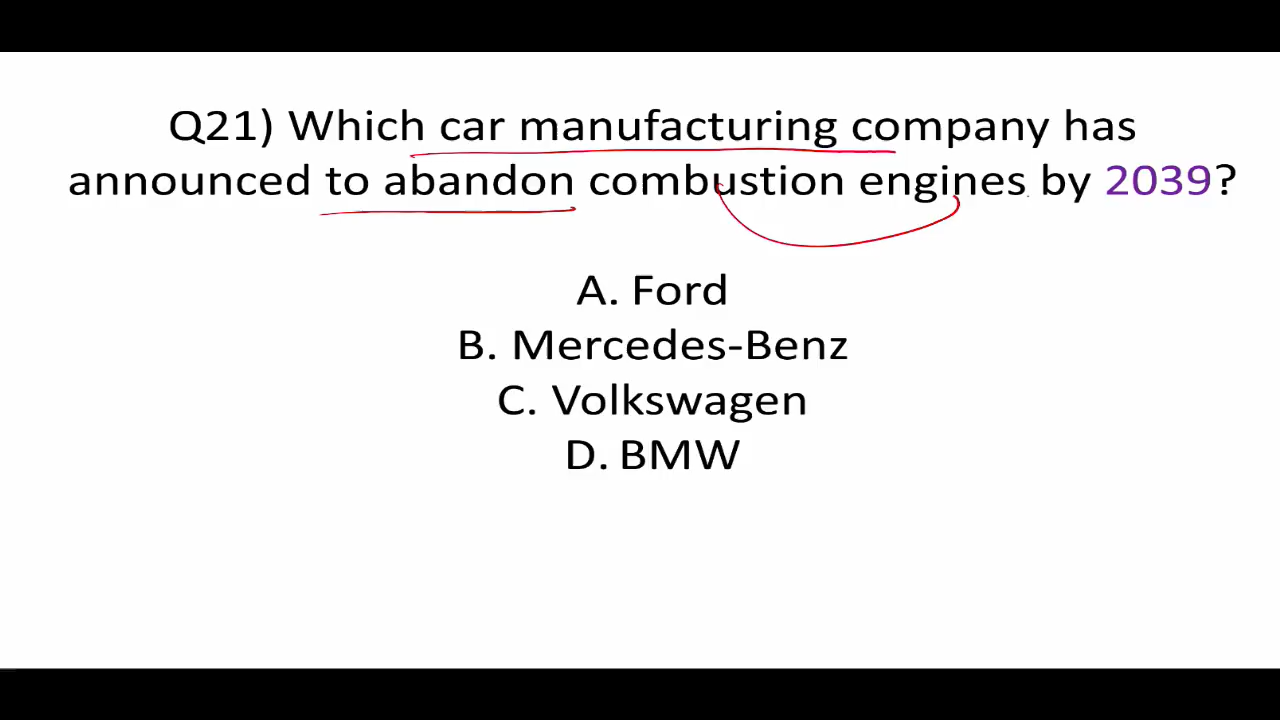 Q21) Which car manufacturing company has
announced to abandon combustion engines by 2039?
A. Ford
B. Mercedes-Benz
C. Volkswagen
D. BMW